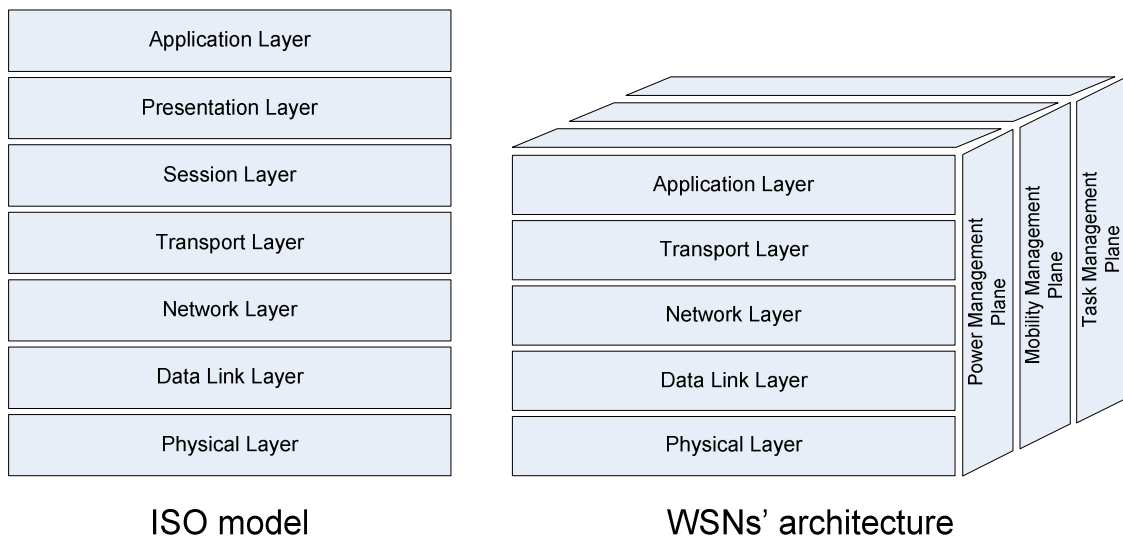 Application Layer
Presentation Layer
Session Layer
Transport Layer
Network Layer
Data Link Layer
Physical Layer
ISO model
Application Layer
Transport Layer
Network Layer
Data Link Layer
Physical Layer
Power Management
Plane
Mobility Management
Plane
Task Management
Plane
WSNs’ architecture